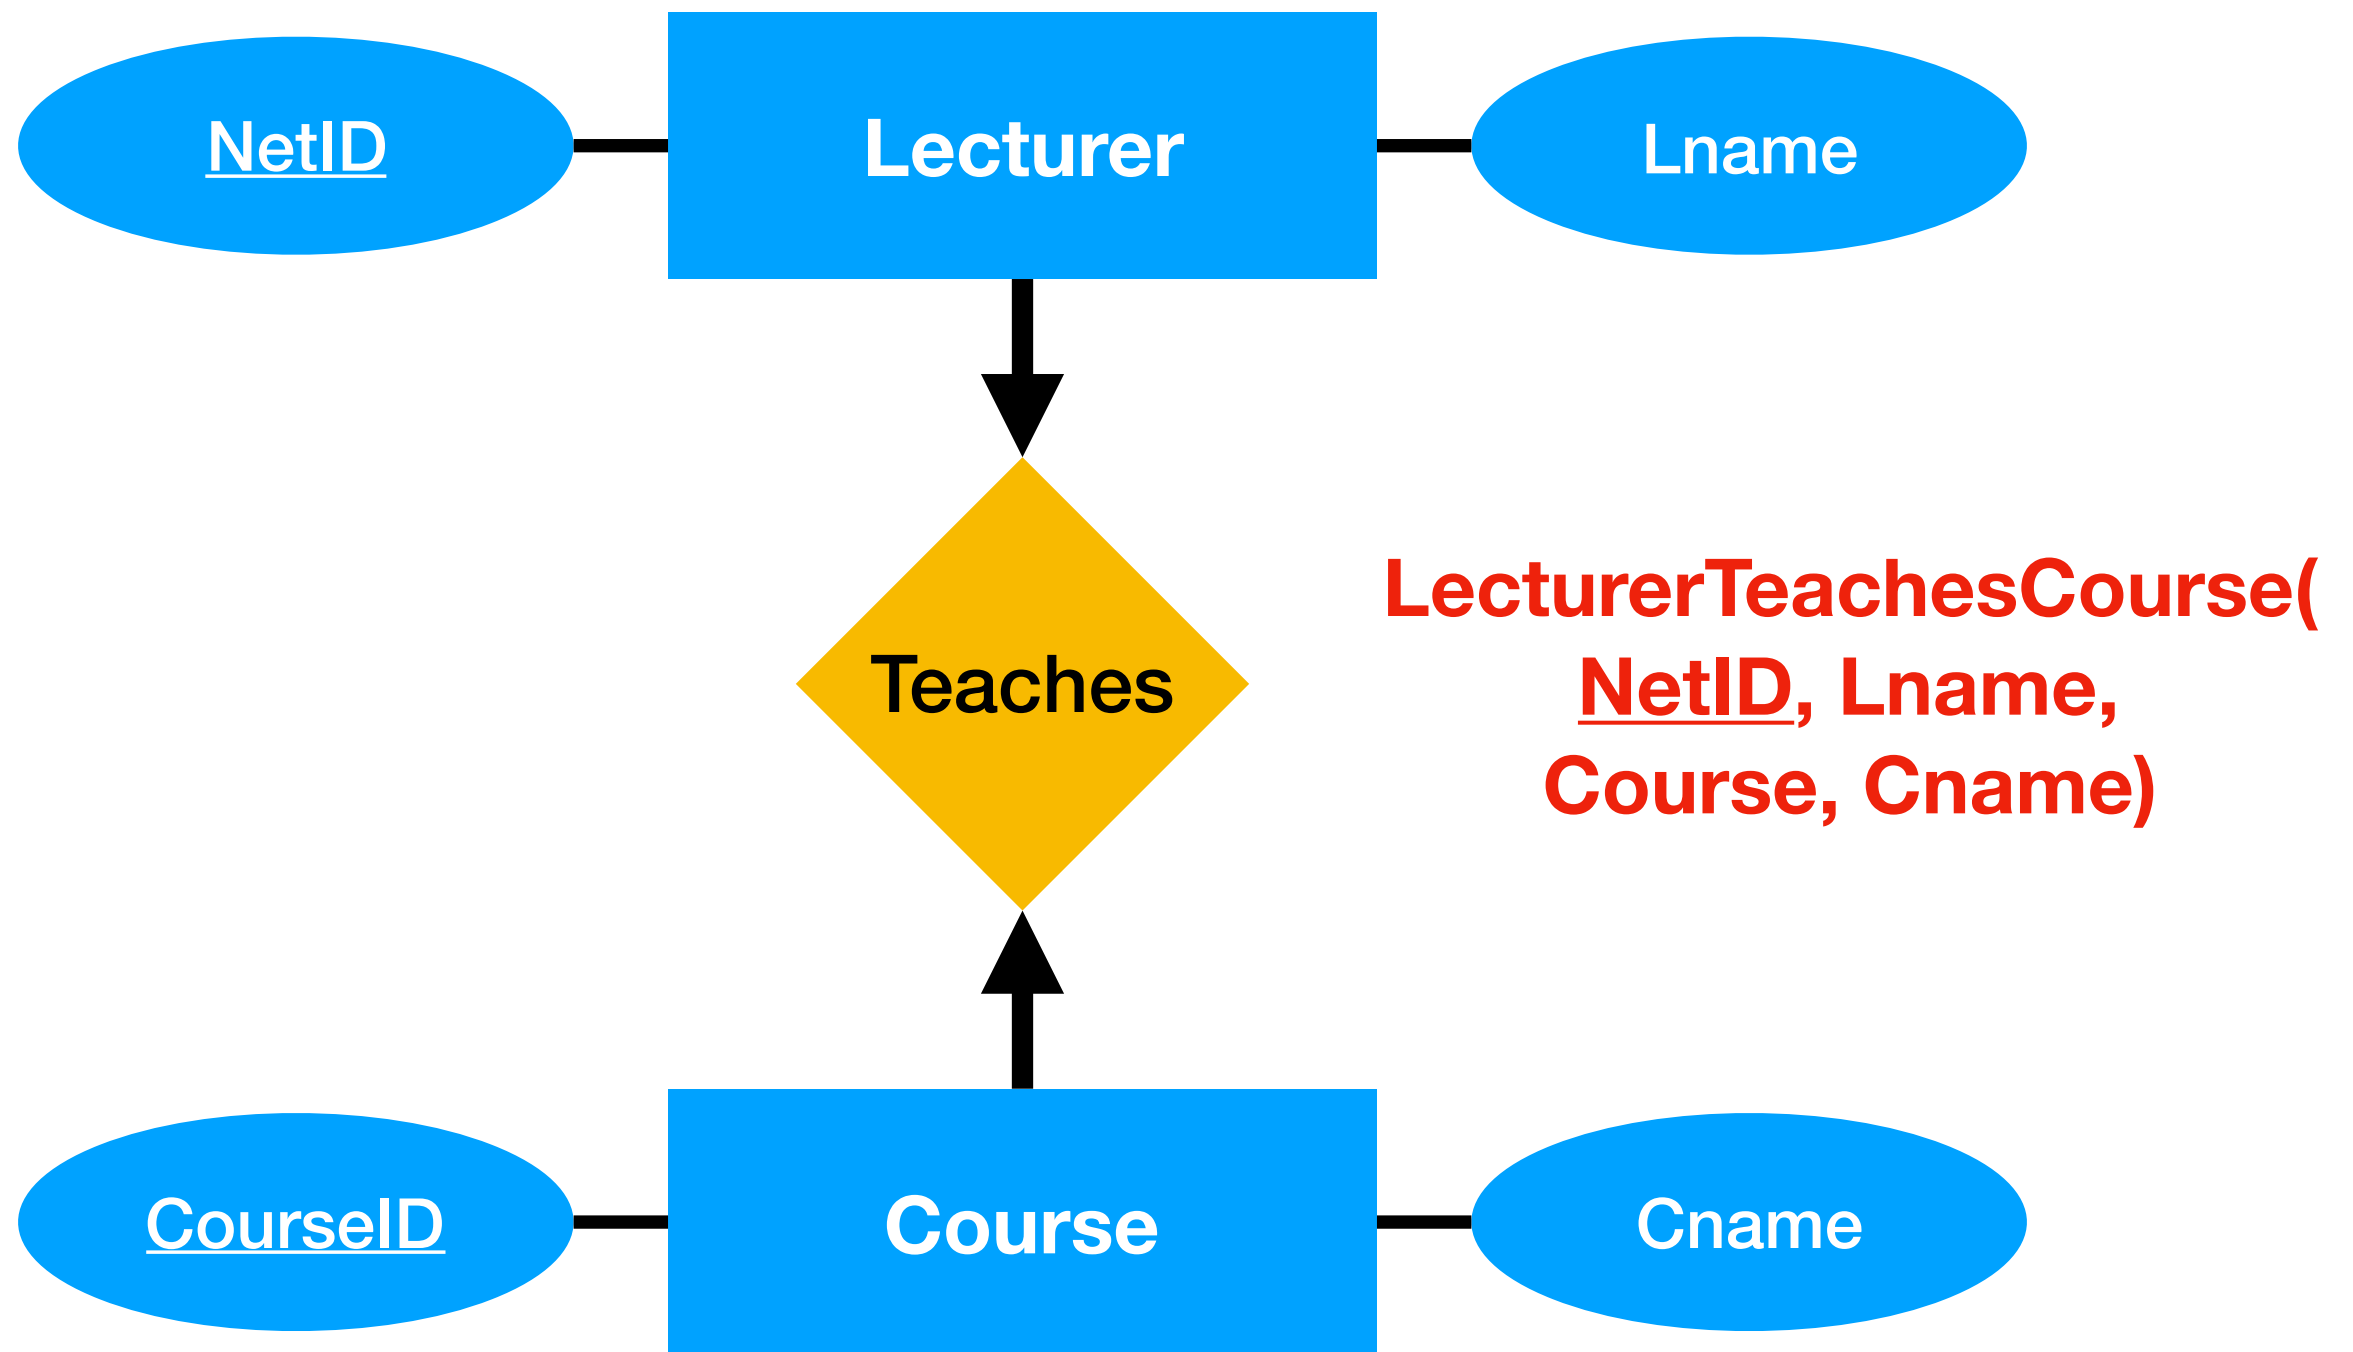 NetID
Lecturer
Lname
Teaches
LecturerTeachesCourse(
NetID, Lname,
Course, Cname)
CourseID
Course
Cname